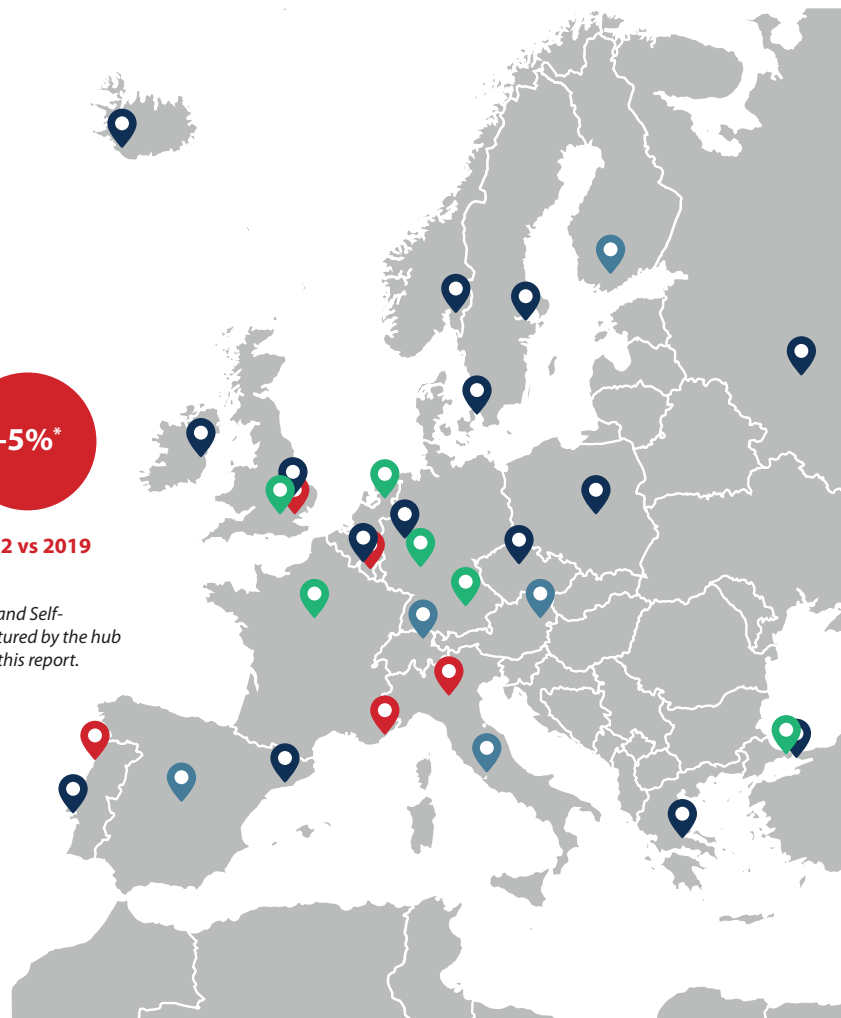 -5%*
2 vs 2019
and Self-
tured by the hub
this report.